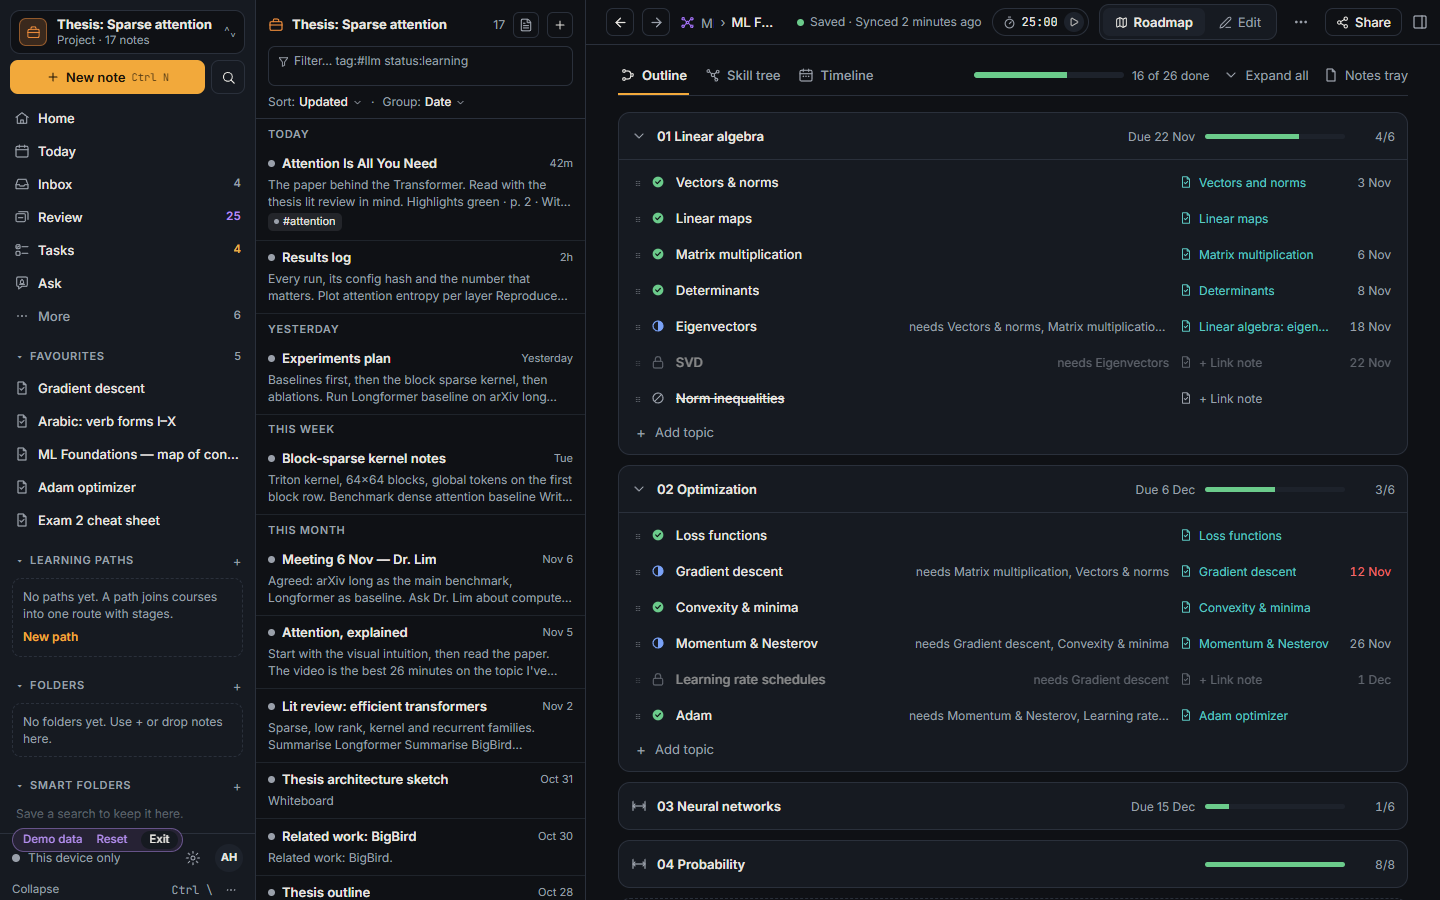 Thesis: Sparse attention
Project · 17 notes
+ New note Ctrl N
Home
Today
Inbox 4
Review 25
Tasks 4
Ask
More 6
FAVOURITES 5
Gradient descent
Arabic: verb forms I–X
ML Foundations — map of con...
Adam optimizer
Exam 2 cheat sheet
LEARNING PATHS +
No paths yet. A path joins courses
into one route with stages.
New path
FOLDERS +
No folders yet. Use + or drop notes
here.
SMART FOLDERS +
Save a search to keep it here.
Demo data Reset Exit
This device only AH
Collapse Ctrl \ ...
Thesis: Sparse attention 17
Filter... tag:#llm status:learning
Sort: Updated · Group: Date
TODAY
Attention Is All You Need 42m
The paper behind the Transformer. Read with the
thesis lit review in mind. Highlights green · p. 2 · Wit...
#attention
Results log 2h
Every run, its config hash and the number that
matters. Plot attention entropy per layer Reproduce...
YESTERDAY
Experiments plan Yesterday
Baselines first, then the block sparse kernel, then
ablations. Run Longformer baseline on arXiv long...
THIS WEEK
Block-sparse kernel notes Tue
Triton kernel, 64×64 blocks, global tokens on the first
block row. Benchmark dense attention baseline Writ...
THIS MONTH
Meeting 6 Nov — Dr. Lim Nov 6
Agreed: arXiv long as the main benchmark,
Longformer as baseline. Ask Dr. Lim about compute...
Attention, explained Nov 5
Start with the visual intuition, then read the paper.
The video is the best 26 minutes on the topic I've...
Lit review: efficient transformers Nov 2
Sparse, low rank, kernel and recurrent families.
Summarise Longformer Summarise BigBird...
Thesis architecture sketch Oct 31
Whiteboard
Related work: BigBird Oct 30
Related work: BigBird.
Thesis outline Oct 28
M › ML F... Saved · Synced 2 minutes ago 25:00 Roadmap Edit ... Share
Outline Skill tree Timeline 16 of 26 done Expand all Notes tray
01 Linear algebra Due 22 Nov 4/6
Vectors & norms Vectors and norms 3 Nov
Linear maps Linear maps
Matrix multiplication Matrix multiplication 6 Nov
Determinants Determinants 8 Nov
Eigenvectors needs Vectors & norms, Matrix multiplicatio... Linear algebra: eigen... 18 Nov
SVD needs Eigenvectors + Link note 22 Nov
Norm inequalities + Link note
+ Add topic
02 Optimization Due 6 Dec 3/6
Loss functions Loss functions
Gradient descent needs Matrix multiplication, Vectors & norms Gradient descent 12 Nov
Convexity & minima Convexity & minima
Momentum & Nesterov needs Gradient descent, Convexity & minima Momentum & Nesterov 26 Nov
Learning rate schedules needs Gradient descent + Link note 1 Dec
Adam needs Momentum & Nesterov, Learning rate... Adam optimizer
+ Add topic
03 Neural networks Due 15 Dec 1/6
04 Probability 8/8